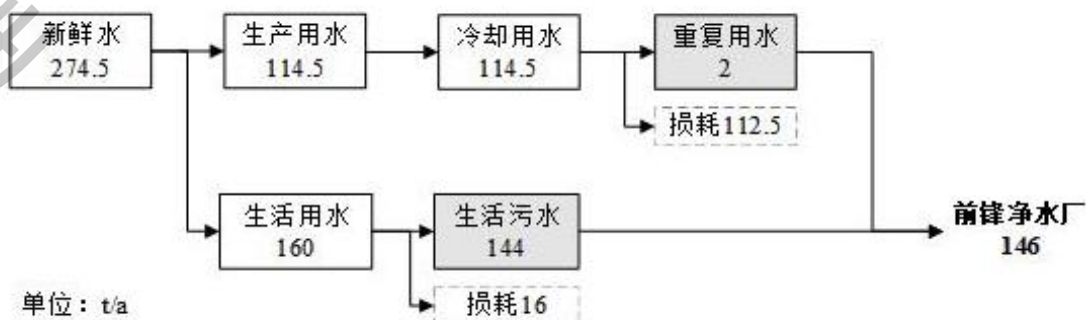 新鲜水
274.5
生产用水
114.5
冷却用水
114.5
重复用水
2
损耗112.5
生活用水
160
生活污水
144
前锋净水厂
146
损耗16
单位：t/a